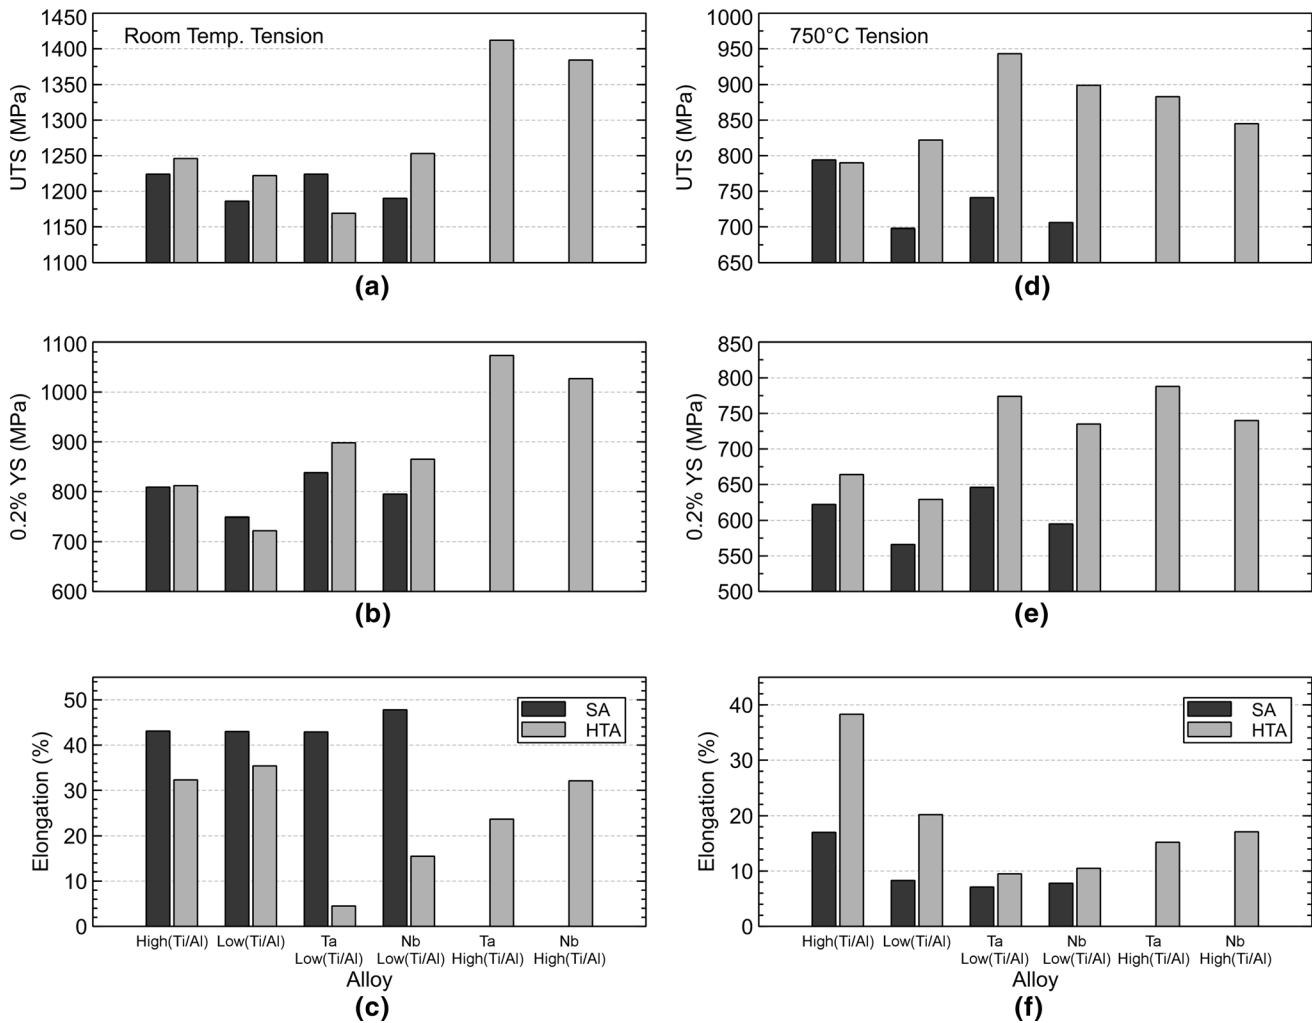 Room Temp. Tension
UTS (MPa)
1450
1400
1350
1300
1250
1200
1150
1100
(a)
750°C Tension
UTS (MPa)
1000
950
900
850
800
750
700
650
(d)
0.2% YS (MPa)
1100
1000
900
800
700
600
(b)
0.2% YS (MPa)
850
800
750
700
650
600
550
500
(e)
Elongation (%)
50
40
30
20
10
0
SA
HTA
High(Ti/Al)
Low(Ti/Al)
Ta
Low(Ti/Al)
Nb
Low(Ti/Al)
Ta
High(Ti/Al)
Nb
High(Ti/Al)
Alloy
(c)
Elongation (%)
40
30
20
10
0
SA
HTA
High(Ti/Al)
Low(Ti/Al)
Ta
Low(Ti/Al)
Nb
Low(Ti/Al)
Ta
High(Ti/Al)
Nb
High(Ti/Al)
Alloy
(f)